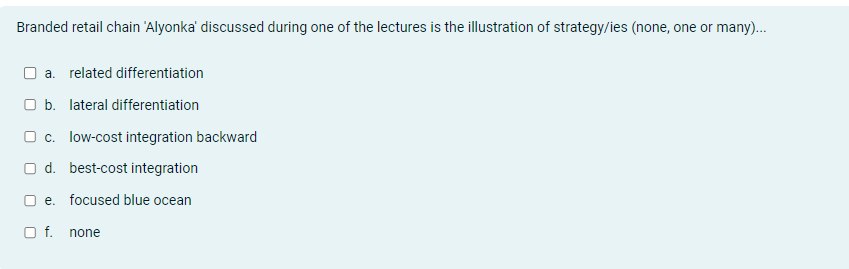 Branded retail chain 'Alyonka' discussed during one of the lectures is the illustration of strategy/ies (none, one or many)...
a. related differentiation
b. lateral differentiation
c. low-cost integration backward
d. best-cost integration
e. focused blue ocean
f. none